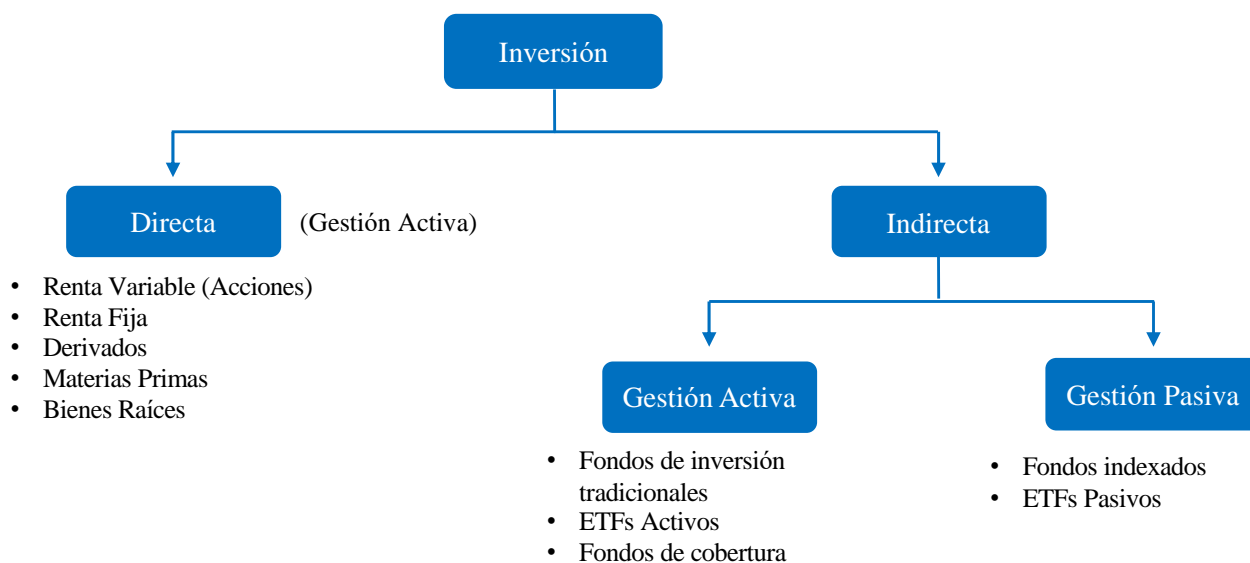 Inversión
Directa
(Gestión Activa)
Indirecta
• Renta Variable (Acciones)
• Renta Fija
• Derivados
• Materias Primas
• Bienes Raíces
Gestión Activa
Gestión Pasiva
• Fondos de inversión
tradicionales
• ETFs Activos
• Fondos de cobertura
• Fondos indexados
• ETFs Pasivos